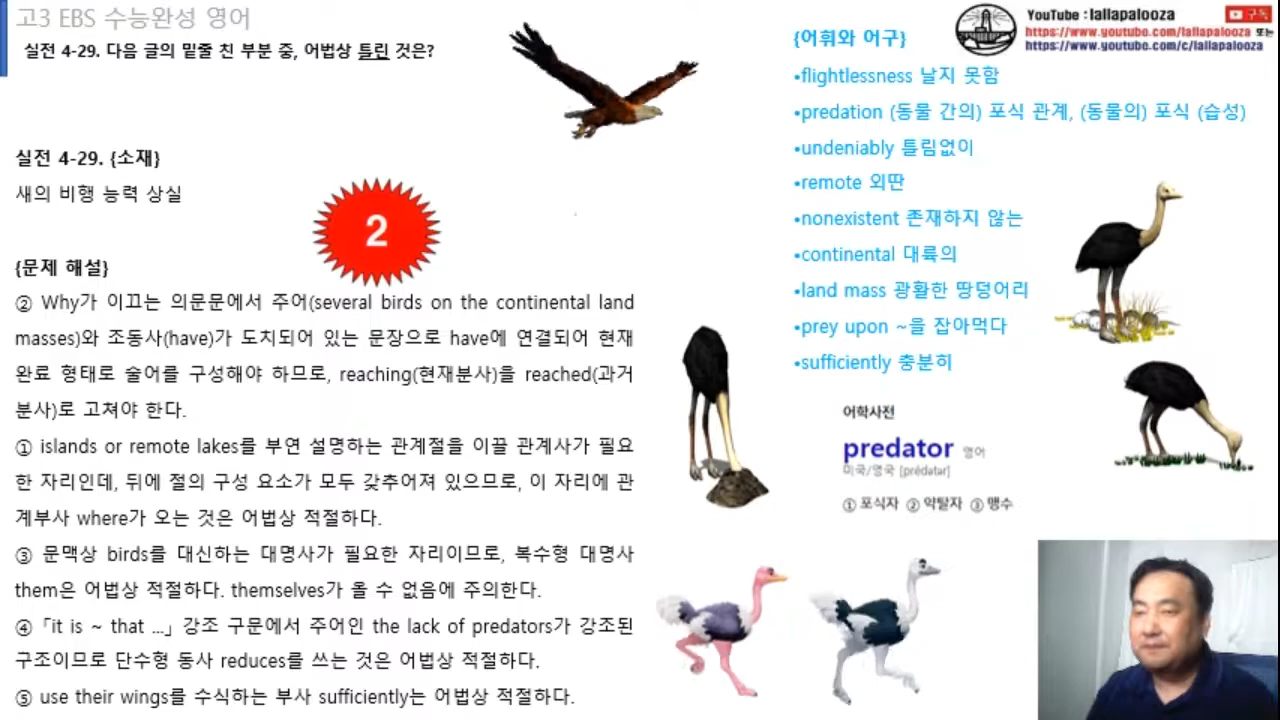 고3 EBS 수능완성 영어
실전 4-29. 다음 글의 밑줄 친 부분 중, 어법상 틀린 것은?
실전 4-29. {소재}
새의 비행 능력 상실
2
{문제 해설}
② Why가 이끄는 의문문에서 주어(several birds on the continental land
masses)와 조동사(have)가 도치되어 있는 문장으로 have에 연결되어 현재
완료 형태로 술어를 구성해야 하므로, reaching(현재분사)을 reached(과거
분사)로 고쳐야 한다.
① islands or remote lakes를 부연 설명하는 관계절을 이끌 관계사가 필요
한 자리인데, 뒤에 절의 구성 요소가 모두 갖추어져 있으므로, 이 자리에 관
계부사 where가 오는 것은 어법상 적절하다.
③ 문맥상 birds를 대신하는 대명사가 필요한 자리이므로, 복수형 대명사
them은 어법상 적절하다. themselves가 올 수 없음에 주의한다.
④「it is ~ that ...」강조 구문에서 주어인 the lack of predators가 강조된
구조이므로 단수형 동사 reduces를 쓰는 것은 어법상 적절하다.
⑤ use their wings를 수식하는 부사 sufficiently는 어법상 적절하다.
{어휘와 어구}
•flightlessness 날지 못함
•predation (동물 간의) 포식 관계, (동물의) 포식 (습성)
•undeniably 틀림없이
•remote 외딴
•nonexistent 존재하지 않는
•continental 대륙의
•land mass 광활한 땅덩어리
•prey upon ~을 잡아먹다
•sufficiently 충분히
어학사전
predator 영어
미국/영국 [prédətər]
① 포식자 ② 약탈자 ③ 맹수
YouTube : lallapalooza
구독
https://www.youtube.com/lallapalooza 또는
https://www.youtube.com/c/lallapalooza